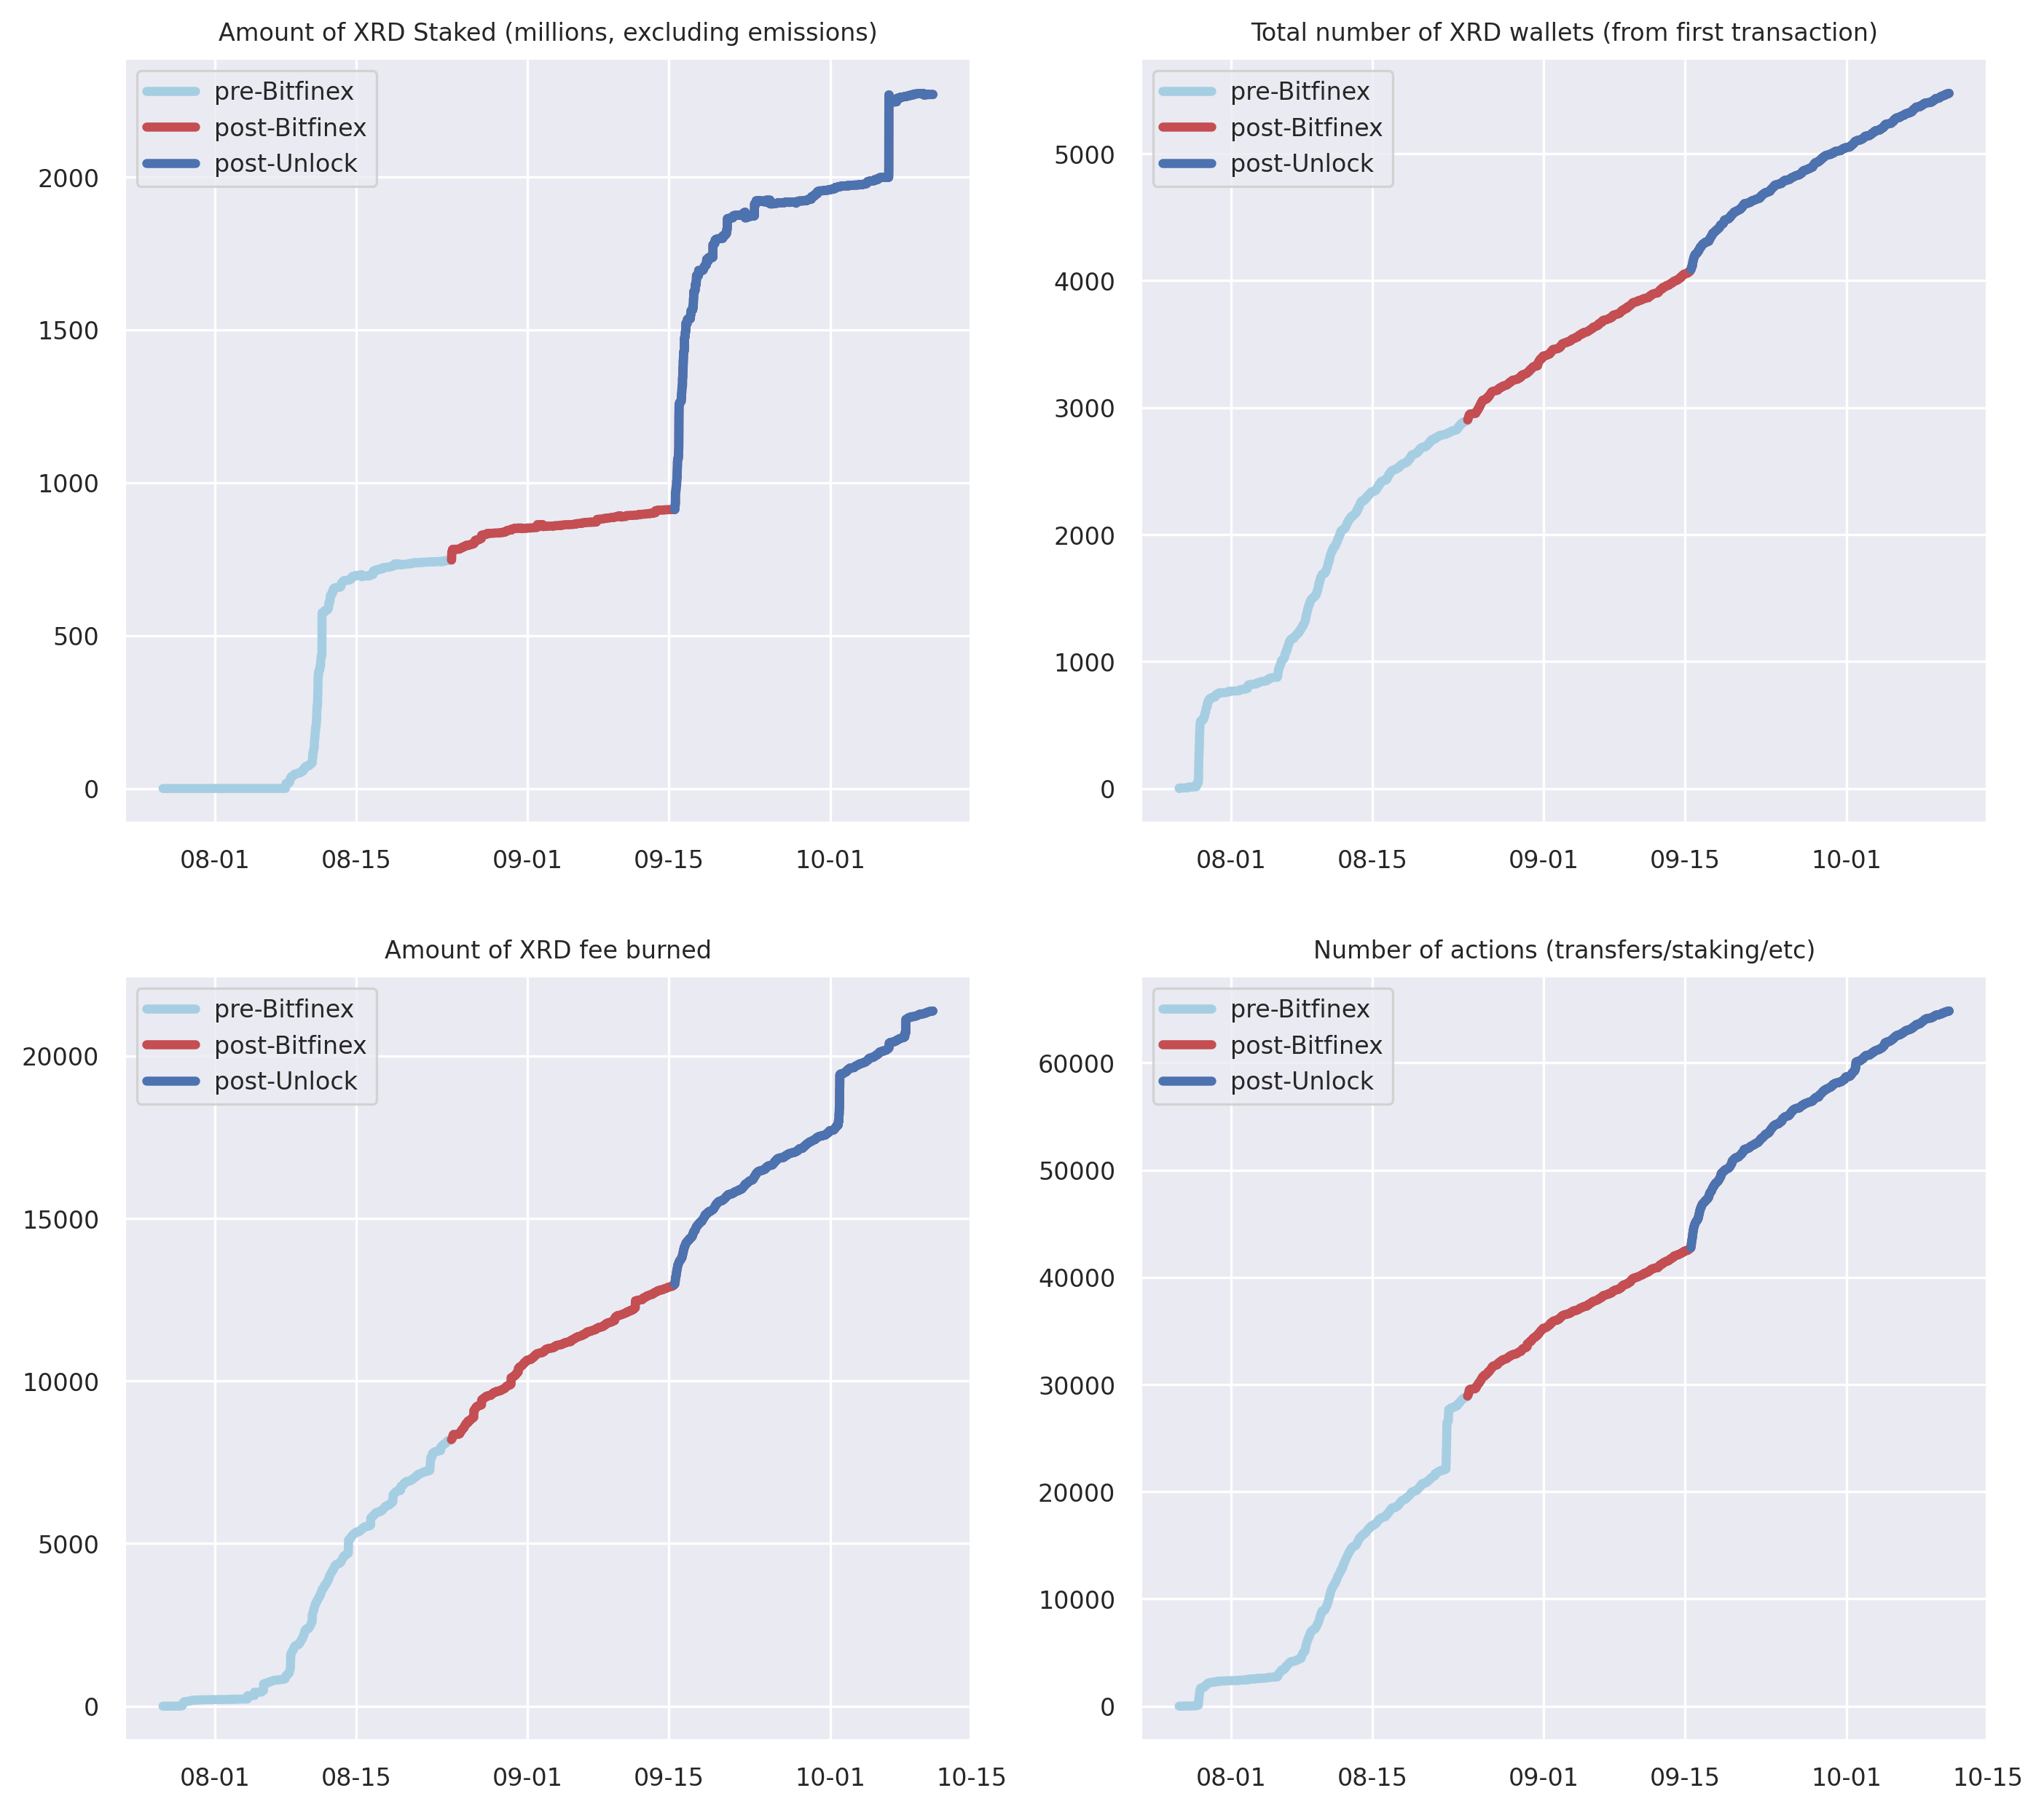 Amount of XRD Staked (millions, excluding emissions)
pre-Bitfinex
post-Bitfinex
post-Unlock
2000
1500
1000
500
0
08-01 08-15 09-01 09-15 10-01
Total number of XRD wallets (from first transaction)
pre-Bitfinex
post-Bitfinex
post-Unlock
5000
4000
3000
2000
1000
0
08-01 08-15 09-01 09-15 10-01
Amount of XRD fee burned
pre-Bitfinex
post-Bitfinex
post-Unlock
20000
15000
10000
5000
0
08-01 08-15 09-01 09-15 10-01 10-15
Number of actions (transfers/staking/etc)
pre-Bitfinex
post-Bitfinex
post-Unlock
60000
50000
40000
30000
20000
10000
0
08-01 08-15 09-01 09-15 10-01 10-15